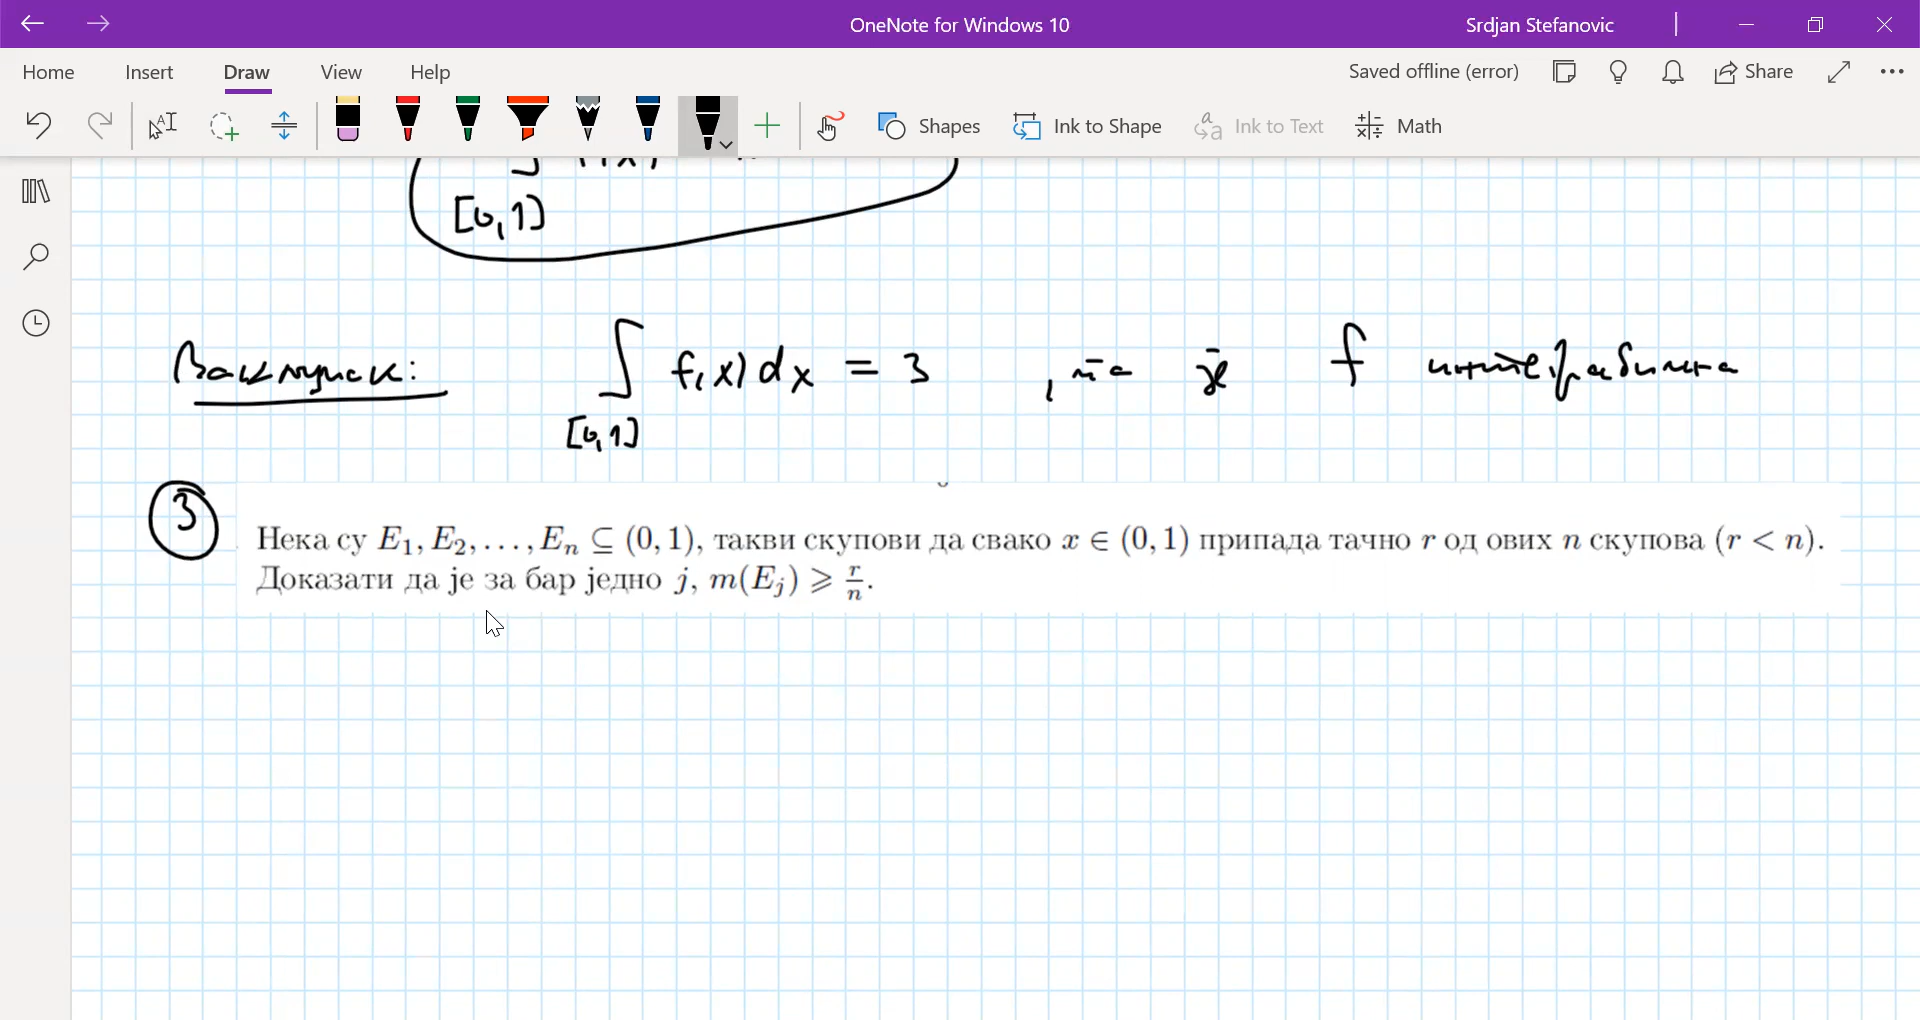 OneNote for Windows 10
Srdjan Stefanovic
Home Insert Draw View Help
Saved offline (error) Share
Shapes Ink to Shape Ink to Text Math
[0,1]
Закључак: ∫ f(x) dx = 3 , па је f интеграбилна
[0,1]
3 Нека су E₁, E₂, . . . , Eₙ ⊆ (0, 1), такви скупови да свако x ∈ (0, 1) припада тачно r од ових n скупова (r < n).
Доказати да је за бар једно j, m(Eⱼ) ⩾ r/n.